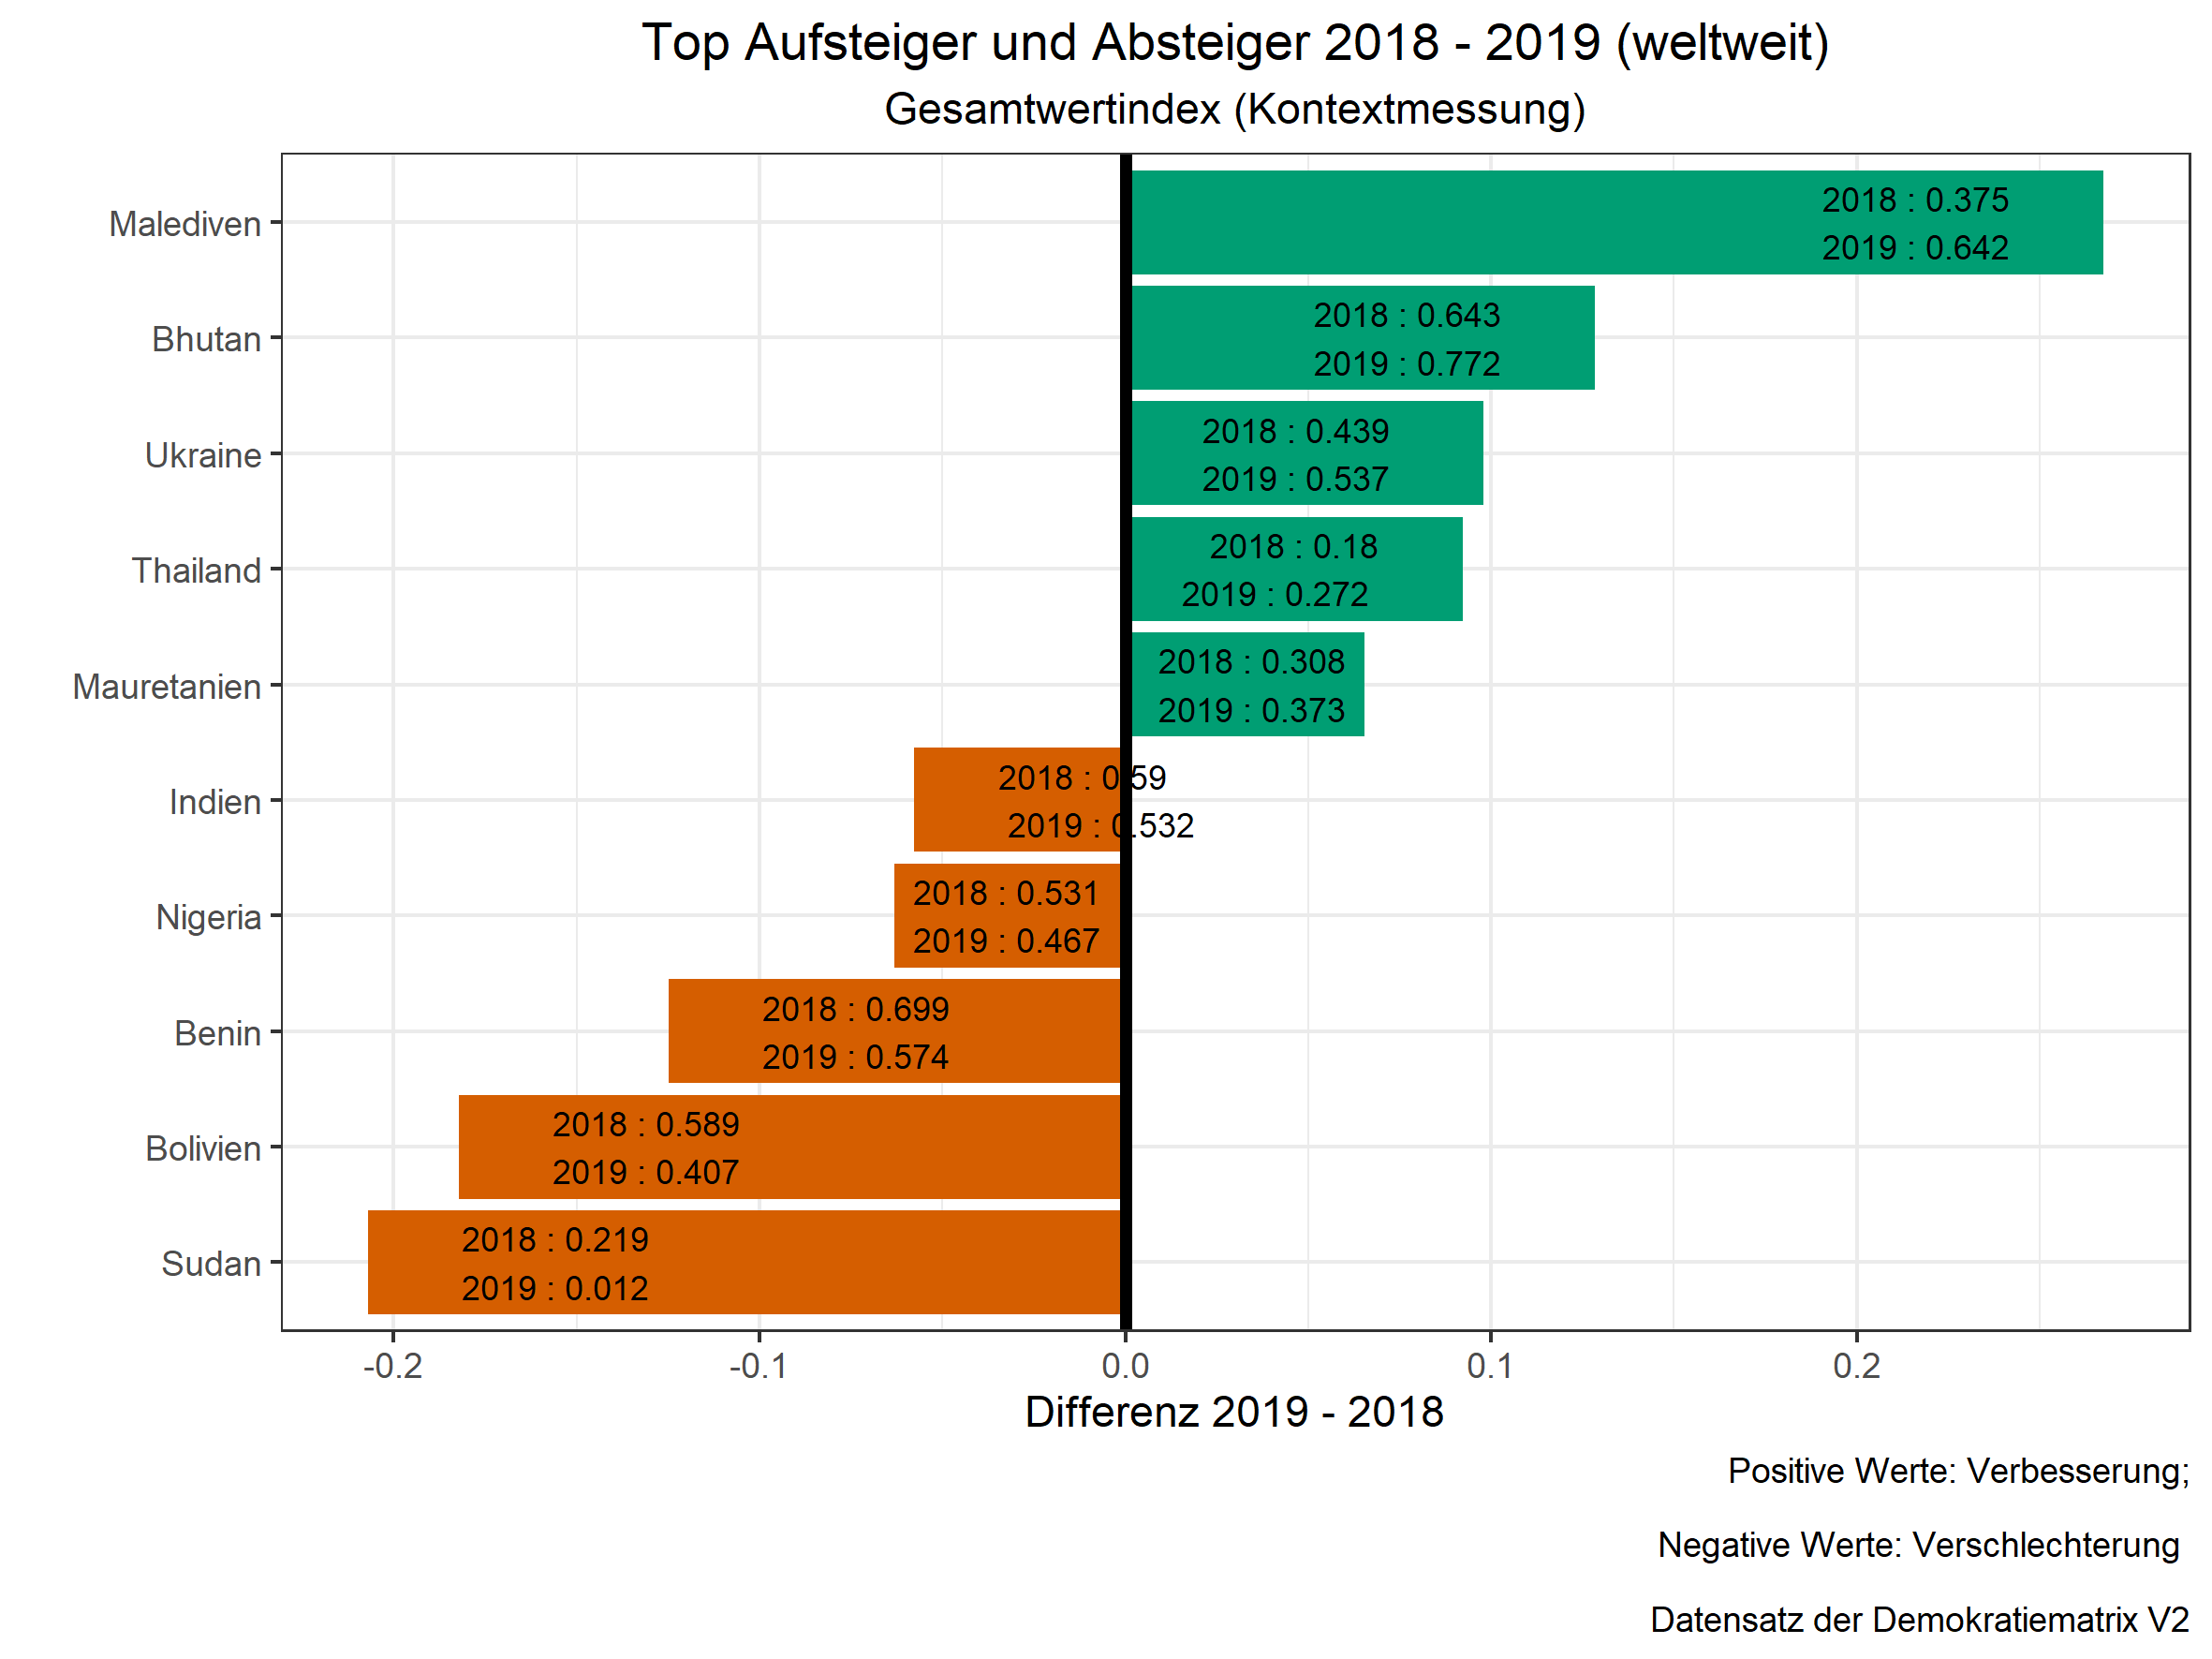 Top Aufsteiger und Absteiger 2018 - 2019 (weltweit)
Gesamtwertindex (Kontextmessung)
Malediven
2018 : 0.375
2019 : 0.642
Bhutan
2018 : 0.643
2019 : 0.772
Ukraine
2018 : 0.439
2019 : 0.537
Thailand
2018 : 0.18
2019 : 0.272
Mauretanien
2018 : 0.308
2019 : 0.373
Indien
2018 : 0.59
2019 : 0.532
Nigeria
2018 : 0.531
2019 : 0.467
Benin
2018 : 0.699
2019 : 0.574
Bolivien
2018 : 0.589
2019 : 0.407
Sudan
2018 : 0.219
2019 : 0.012
-0.2 -0.1 0.0 0.1 0.2
Differenz 2019 - 2018
Positive Werte: Verbesserung;
Negative Werte: Verschlechterung
Datensatz der Demokratiematrix V2